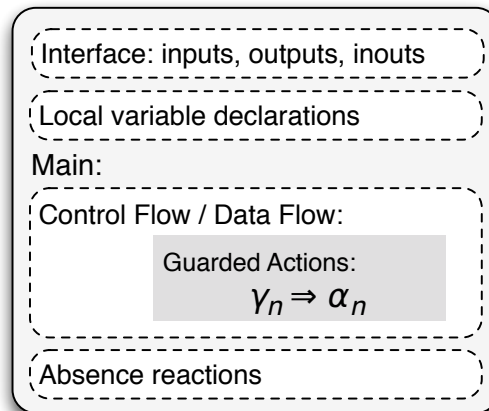 Interface: inputs, outputs, inouts
Local variable declarations
Main:
Control Flow / Data Flow:
Guarded Actions:
γn ⇒ αn
Absence reactions